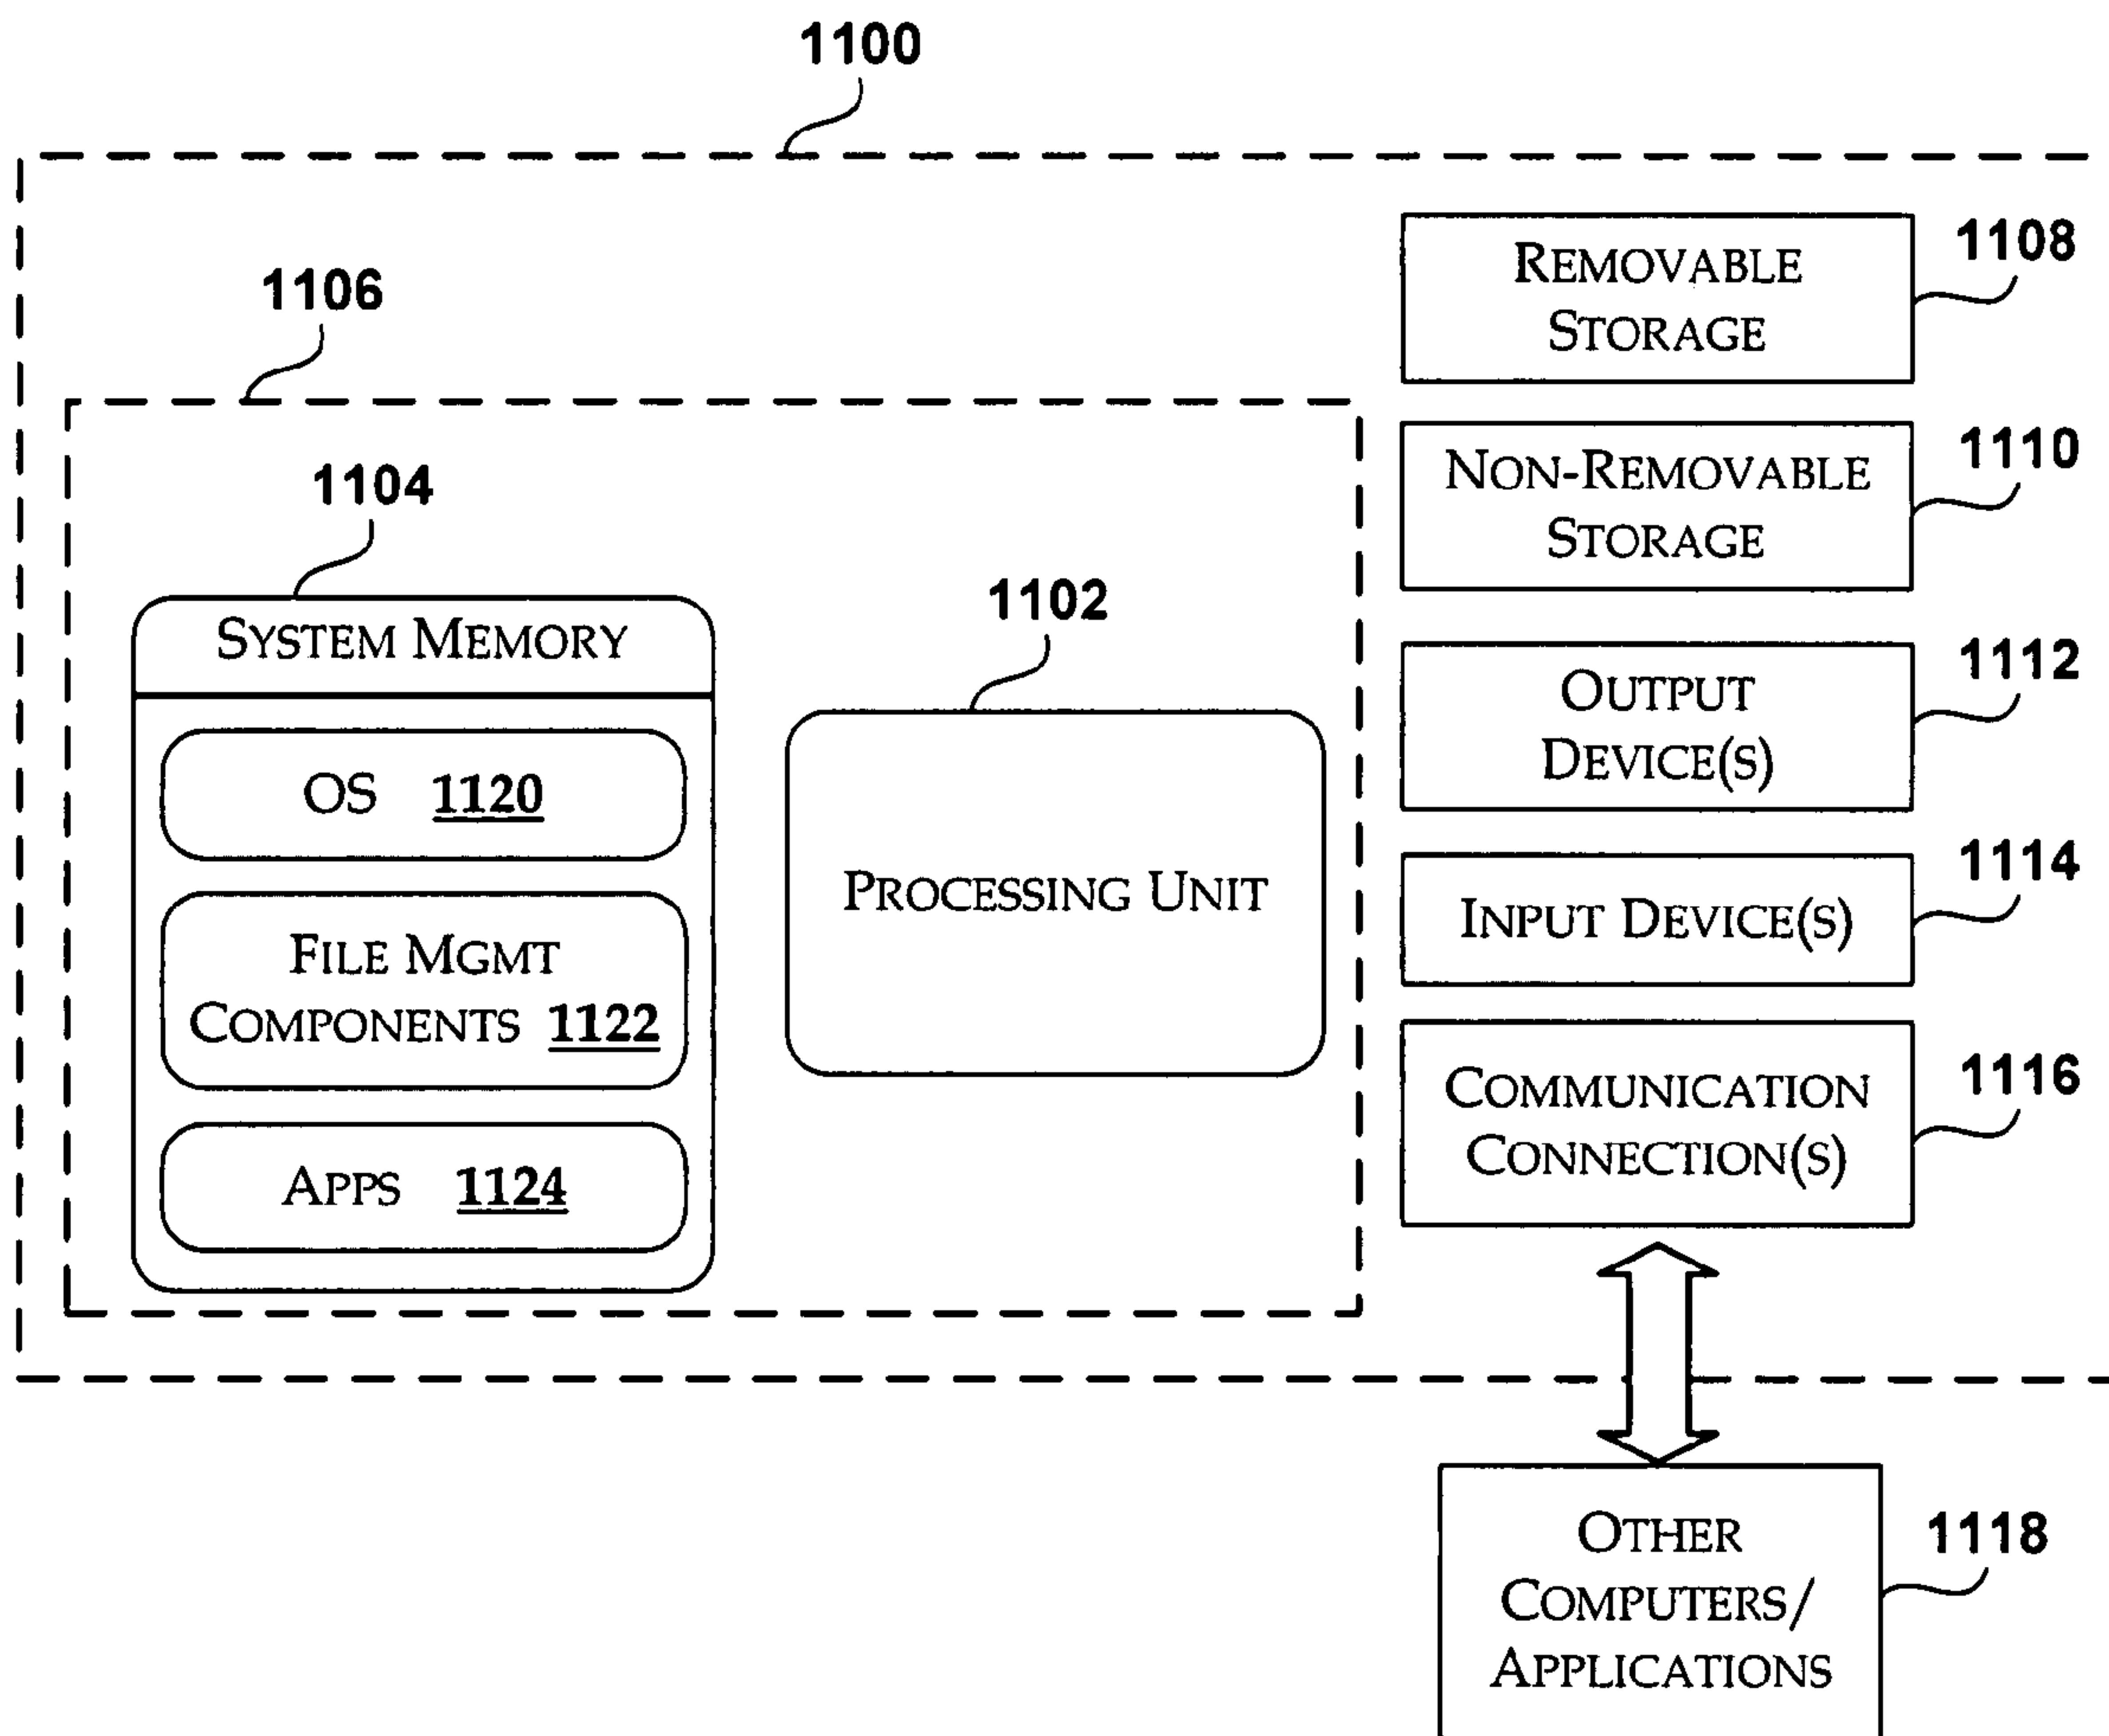 1100
1108
REMOVABLE
STORAGE
1106
1110
NON-REMOVABLE
STORAGE
1104
SYSTEM MEMORY
1102
1112
OUTPUT
DEVICE(S)
OS 1120
PROCESSING UNIT
1114
INPUT DEVICE(S)
FILE MGMT
COMPONENTS 1122
1116
COMMUNICATION
CONNECTION(S)
APPS 1124
1118
OTHER
COMPUTERS/
APPLICATIONS